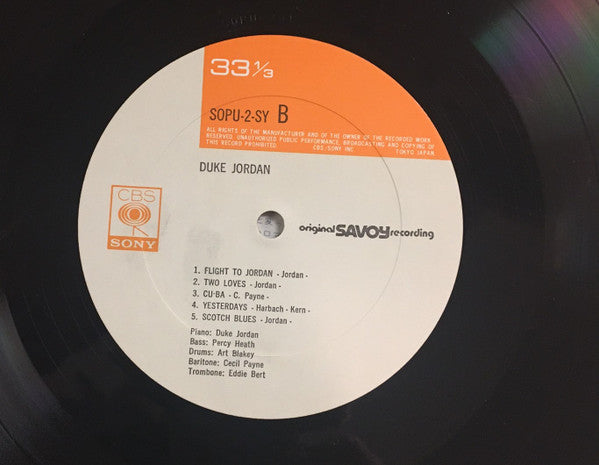 33 1/3
SOPU-2-SY B
ALL RIGHTS OF THE MANUFACTURER AND OF THE OWNER OF THE RECORDED WORK
RESERVED. UNAUTHORIZED PUBLIC PERFORMANCE, BROADCASTING AND COPYING OF
THIS RECORD PROHIBITED CBS/SONY INC. TOKYO JAPAN
DUKE JORDAN
CBS
SONY
original SAVOY recording
1. FLIGHT TO JORDAN - Jordan -
2. TWO LOVES - Jordan -
3. CU-BA - C. Payne -
4. YESTERDAYS - Harbach - Kern -
5. SCOTCH BLUES - Jordan -
Piano: Duke Jordan
Bass: Percy Heath
Drums: Art Blakey
Baritone: Cecil Payne
Trombone: Eddie Bert